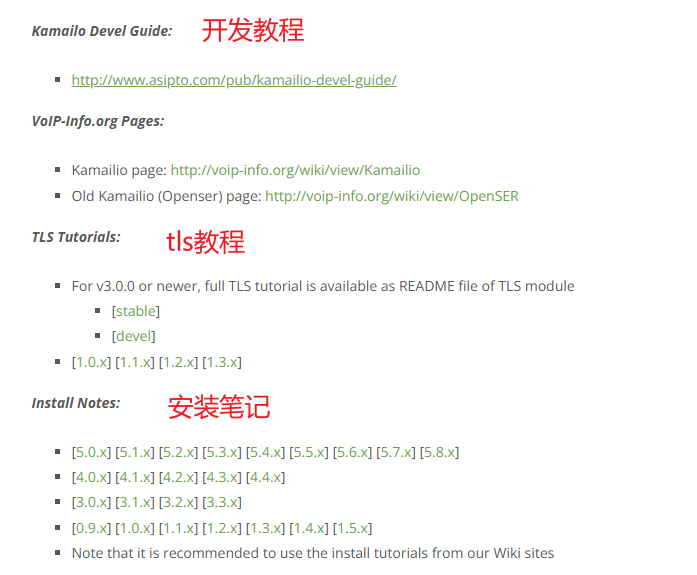 Kamailo Devel Guide: 开发教程
http://www.asipto.com/pub/kamailio-devel-guide/
VoIP-Info.org Pages:
Kamailio page: http://voip-info.org/wiki/view/Kamailio
Old Kamailio (Openser) page: http://voip-info.org/wiki/view/OpenSER
TLS Tutorials: tls教程
For v3.0.0 or newer, full TLS tutorial is available as README file of TLS module
[stable]
[devel]
[1.0.x] [1.1.x] [1.2.x] [1.3.x]
Install Notes: 安装笔记
[5.0.x] [5.1.x] [5.2.x] [5.3.x] [5.4.x] [5.5.x] [5.6.x] [5.7.x] [5.8.x]
[4.0.x] [4.1.x] [4.2.x] [4.3.x] [4.4.x]
[3.0.x] [3.1.x] [3.2.x] [3.3.x]
[0.9.x] [1.0.x] [1.1.x] [1.2.x] [1.3.x] [1.4.x] [1.5.x]
Note that it is recommended to use the install tutorials from our Wiki sites